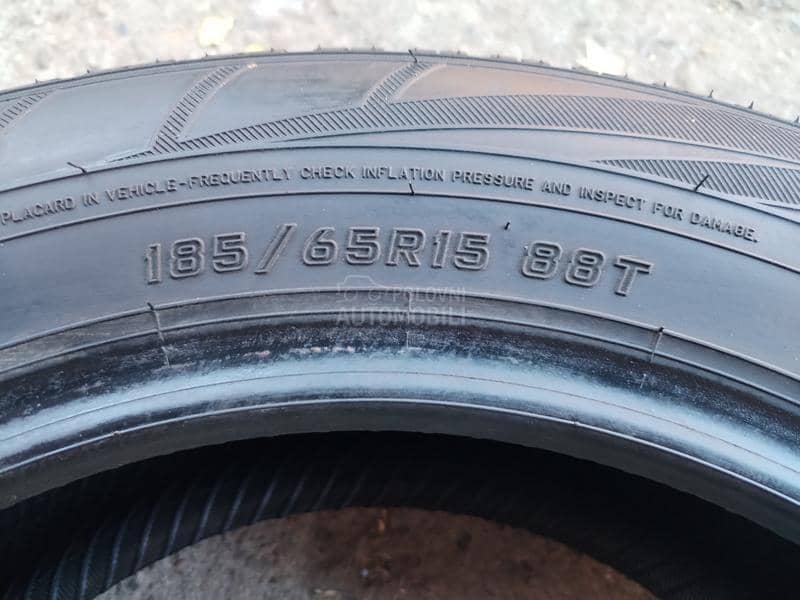 PLACARD IN VEHICLE-FREQUENTLY CHECK INFLATION PRESSURE AND INSPECT FOR DAMAGE.
185/65R15 88T
POLOVNI
AUTOMOBILI